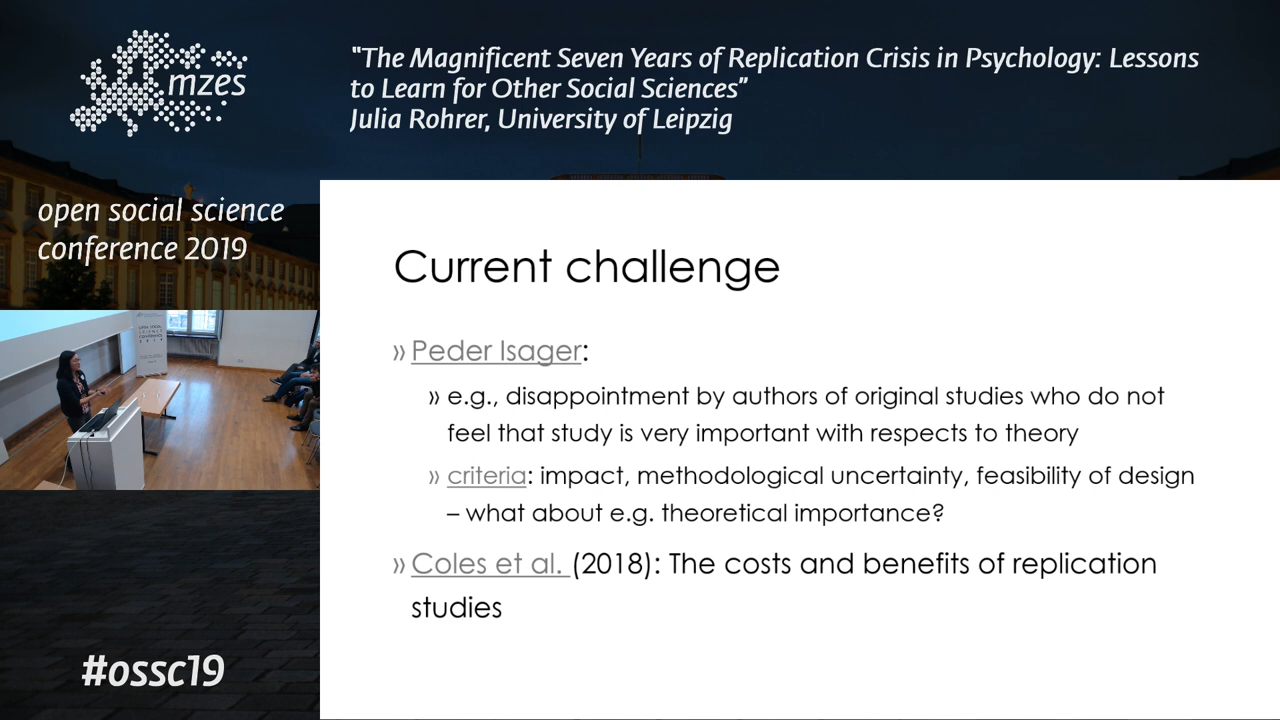 mzes
"The Magnificent Seven Years of Replication Crisis in Psychology: Lessons
to Learn for Other Social Sciences"
Julia Rohrer, University of Leipzig
open social science
conference 2019
Current challenge
» Peder Isager:
» e.g., disappointment by authors of original studies who do not
feel that study is very important with respects to theory
» criteria: impact, methodological uncertainty, feasibility of design
– what about e.g. theoretical importance?
» Coles et al. (2018): The costs and benefits of replication
studies
#ossc19